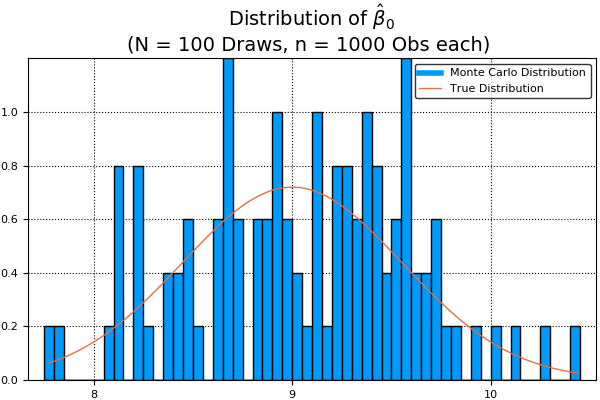 Distribution of β̂₀
(N = 100 Draws, n = 1000 Obs each)
Monte Carlo Distribution
True Distribution
1.0
0.8
0.6
0.4
0.2
0.0
8 9 10